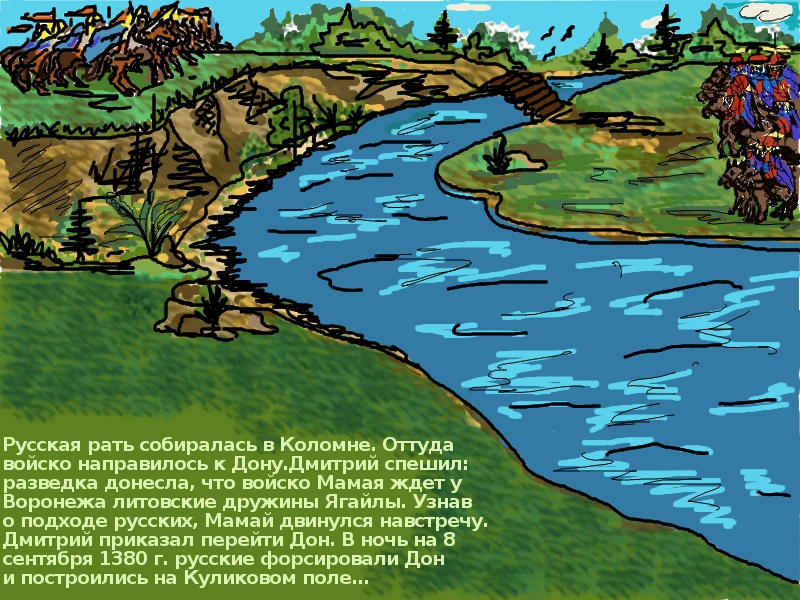 Русская рать собиралась в Коломне. Оттуда
войско направилось к Дону.Дмитрий спешил:
разведка донесла, что войско Мамая ждет у
Воронежа литовские дружины Ягайлы. Узнав
о подходе русских, Мамай двинулся навстречу.
Дмитрий приказал перейти Дон. В ночь на 8
сентября 1380 г. русские форсировали Дон
и построились на Куликовом поле...